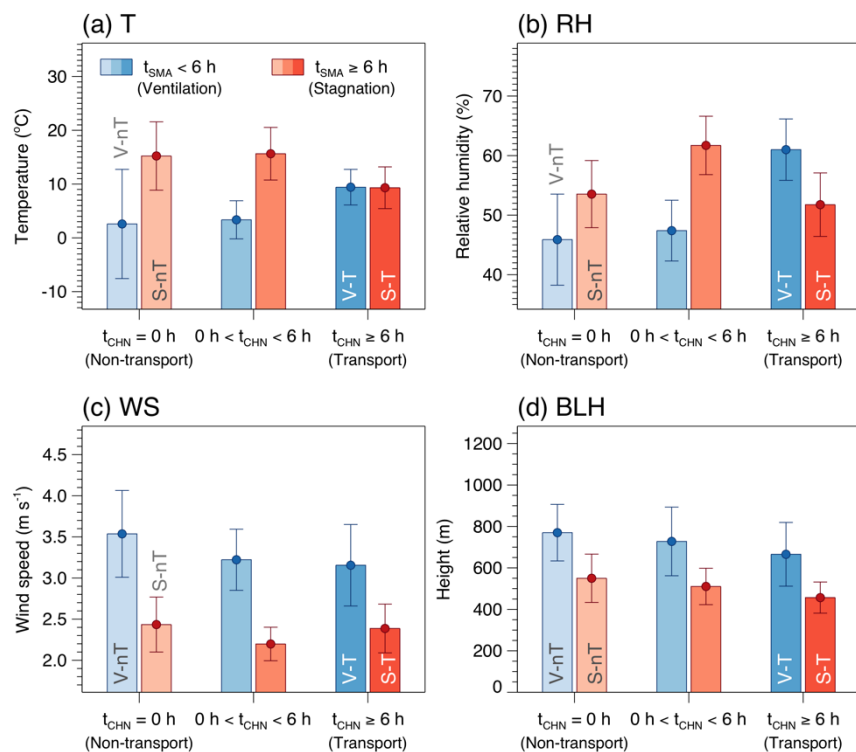 (a) T
t_SMA < 6 h
(Ventilation)
t_SMA ≥ 6 h
(Stagnation)
Temperature (°C)
30
20
10
0
-10
V-nT
S-nT
V-T
S-T
t_CHN = 0 h
(Non-transport)
0 h < t_CHN < 6 h
t_CHN ≥ 6 h
(Transport)
(b) RH
Relative humidity (%)
70
60
50
40
V-nT
S-nT
V-T
S-T
t_CHN = 0 h
(Non-transport)
0 h < t_CHN < 6 h
t_CHN ≥ 6 h
(Transport)
(c) WS
Wind speed (m s⁻¹)
4.5
4.0
3.5
3.0
2.5
2.0
V-nT
S-nT
V-T
S-T
t_CHN = 0 h
(Non-transport)
0 h < t_CHN < 6 h
t_CHN ≥ 6 h
(Transport)
(d) BLH
Height (m)
1200
1000
800
600
400
200
0
V-nT
S-nT
V-T
S-T
t_CHN = 0 h
(Non-transport)
0 h < t_CHN < 6 h
t_CHN ≥ 6 h
(Transport)